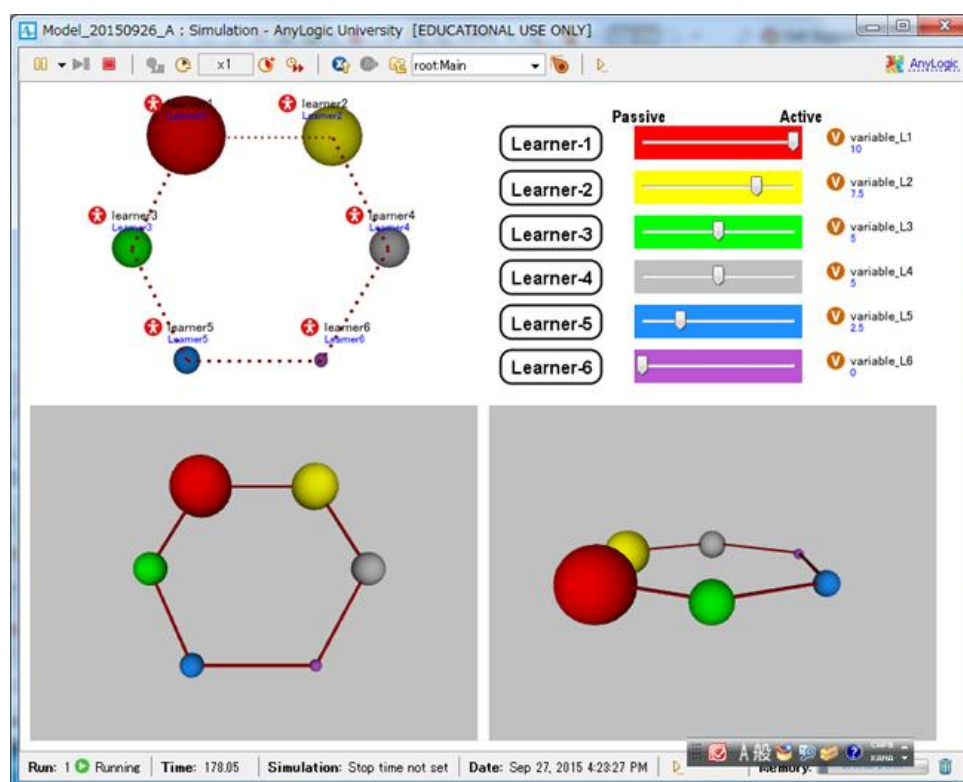 Model_20150926_A : Simulation - AnyLogic University [EDUCATIONAL USE ONLY]
x1
root:Main
AnyLogic
learner1
learner2
Learner2
learner3
Learner3
learner4
Learner4
learner5
Learner5
learner6
Learner6
Passive
Active
Learner-1
variable_L1
10
Learner-2
variable_L2
7.5
Learner-3
variable_L3
5
Learner-4
variable_L4
5
Learner-5
variable_L5
2.5
Learner-6
variable_L6
0
A 般
KANA
Run: 1 Running Time: 178.05 Simulation: Stop time not set Date: Sep 27, 2015 4:23:27 PM Memory: